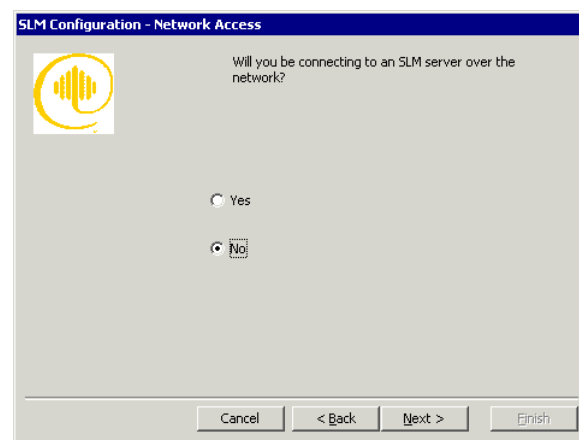 SLM Configuration - Network Access
Will you be connecting to an SLM server over the
network?
Yes
No
Cancel
< Back
Next >
Finish